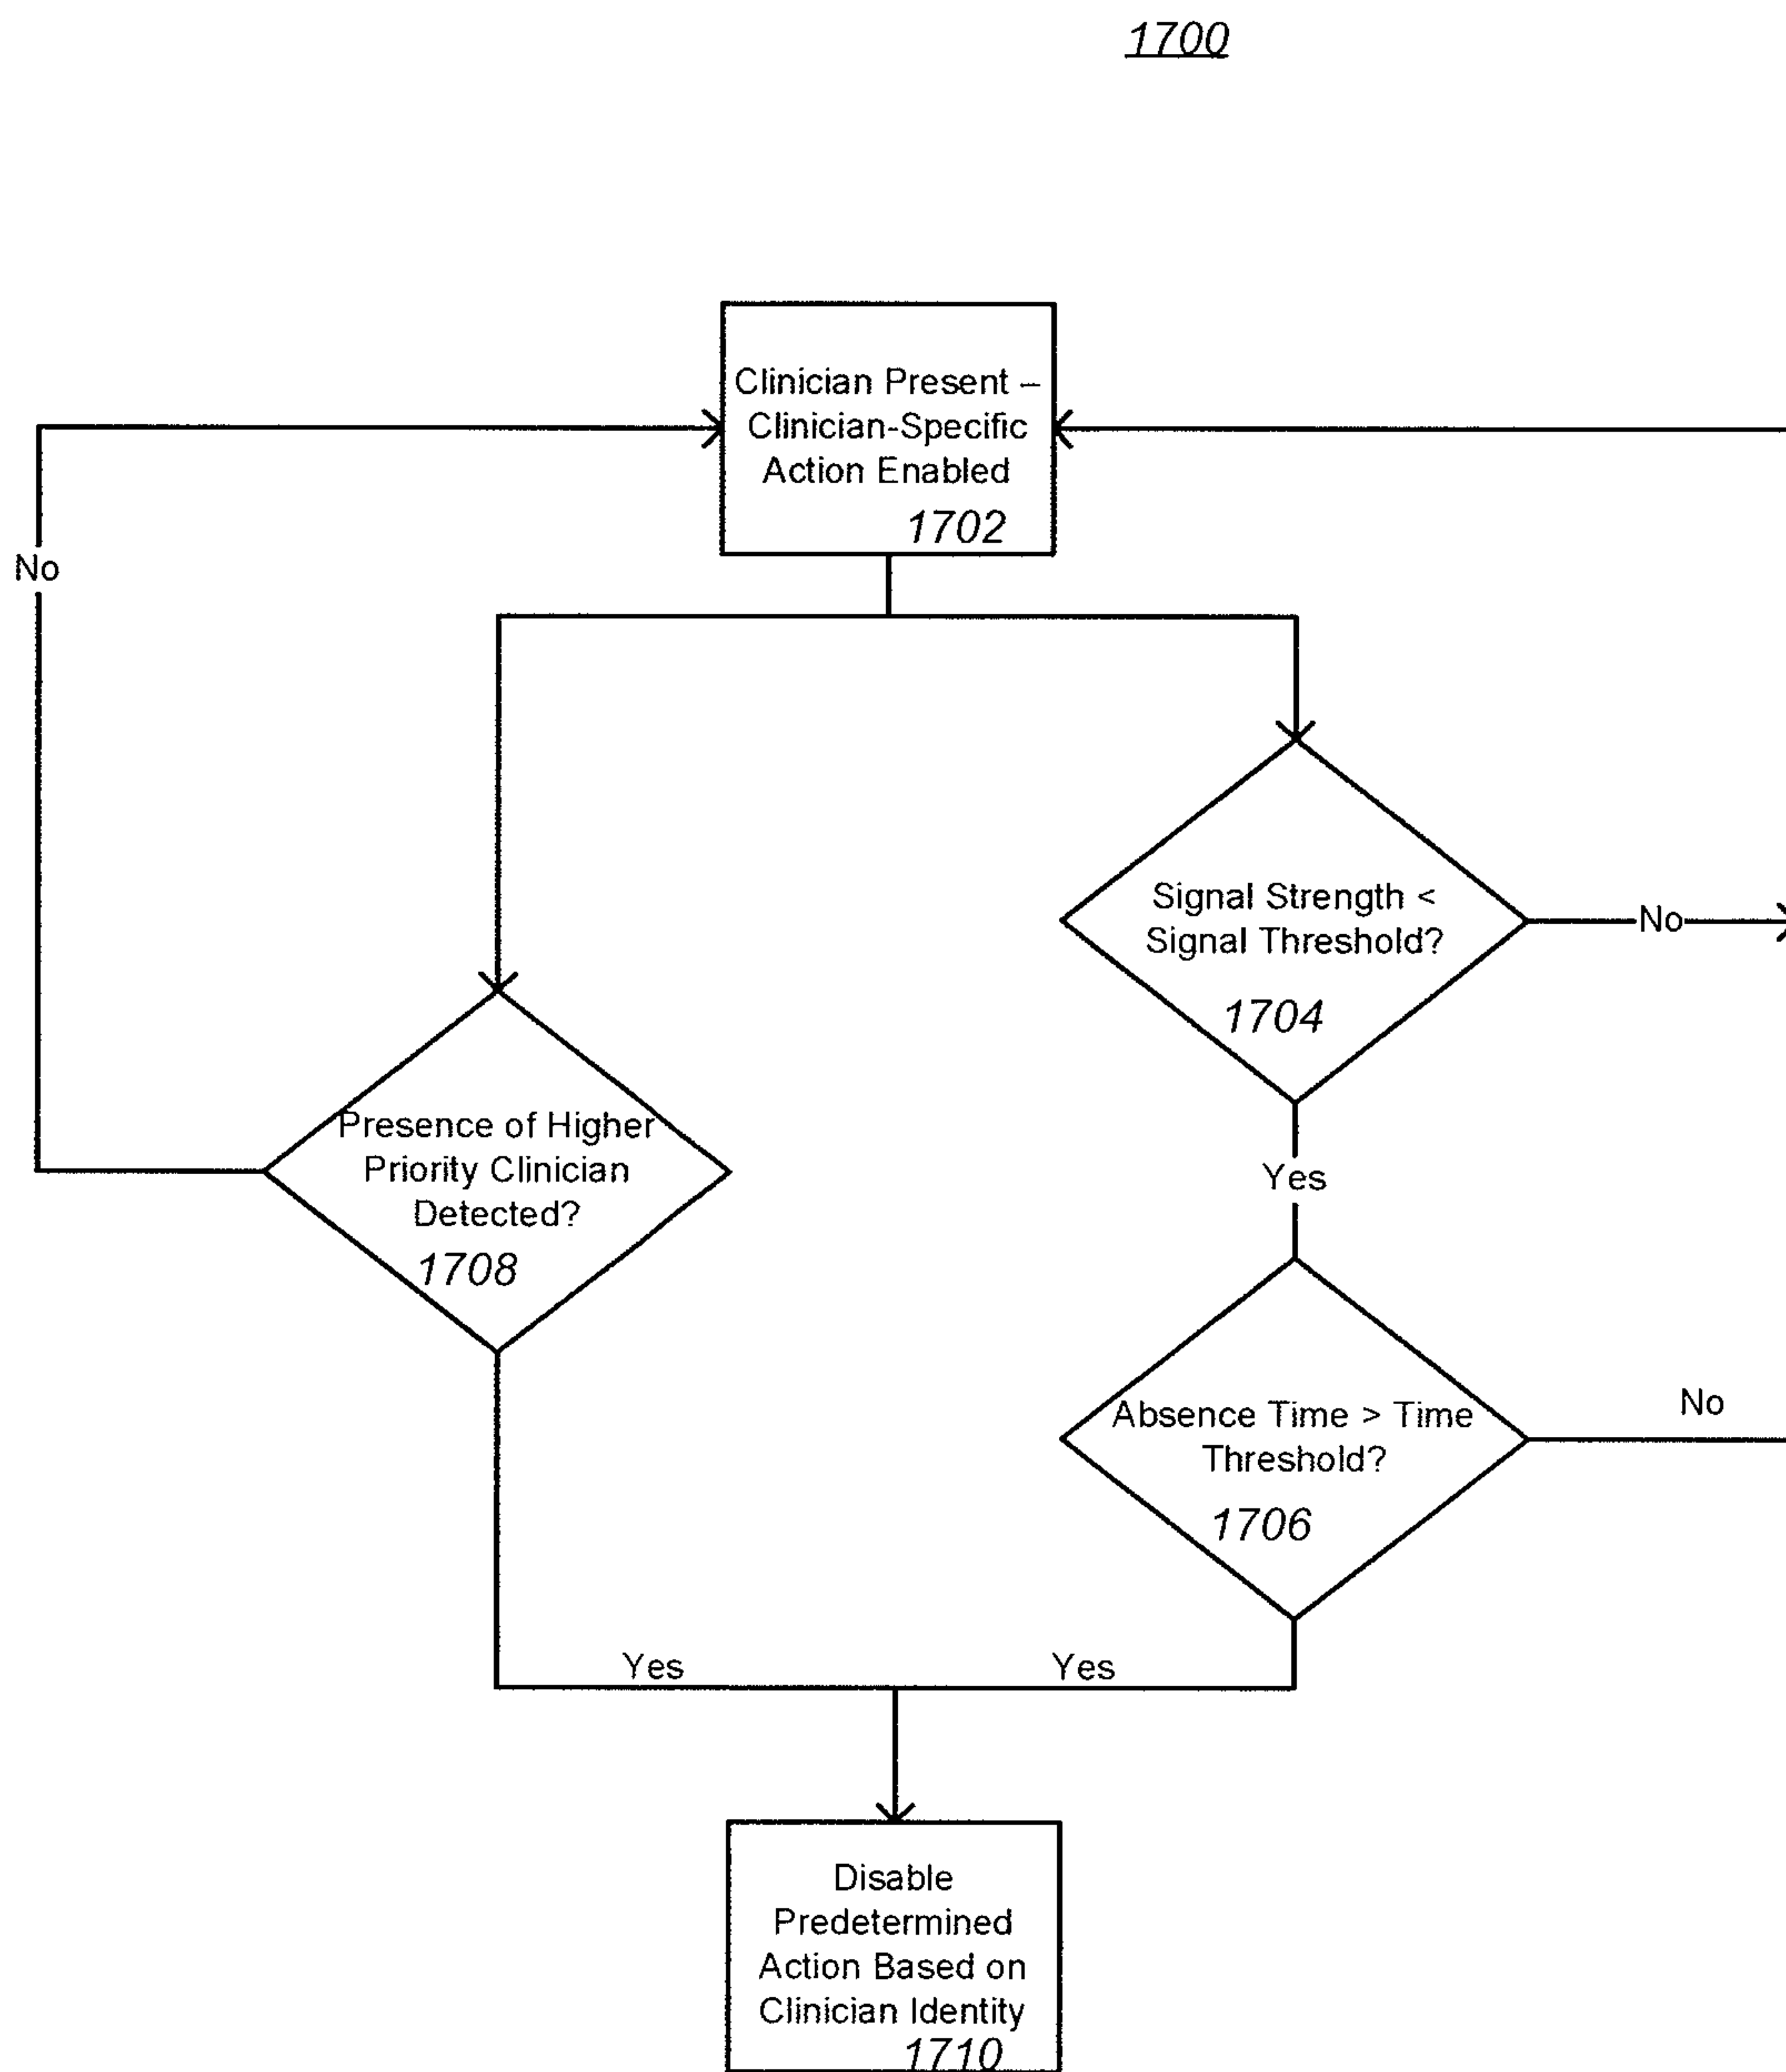 1700
Clinician Present –
Clinician-Specific
Action Enabled
1702
No
Signal Strength <
Signal Threshold?
1704
No
Yes
Presence of Higher
Priority Clinician
Detected?
1708
Absence Time > Time
Threshold?
1706
No
Yes
Yes
Disable
Predetermined
Action Based on
Clinician Identity
1710